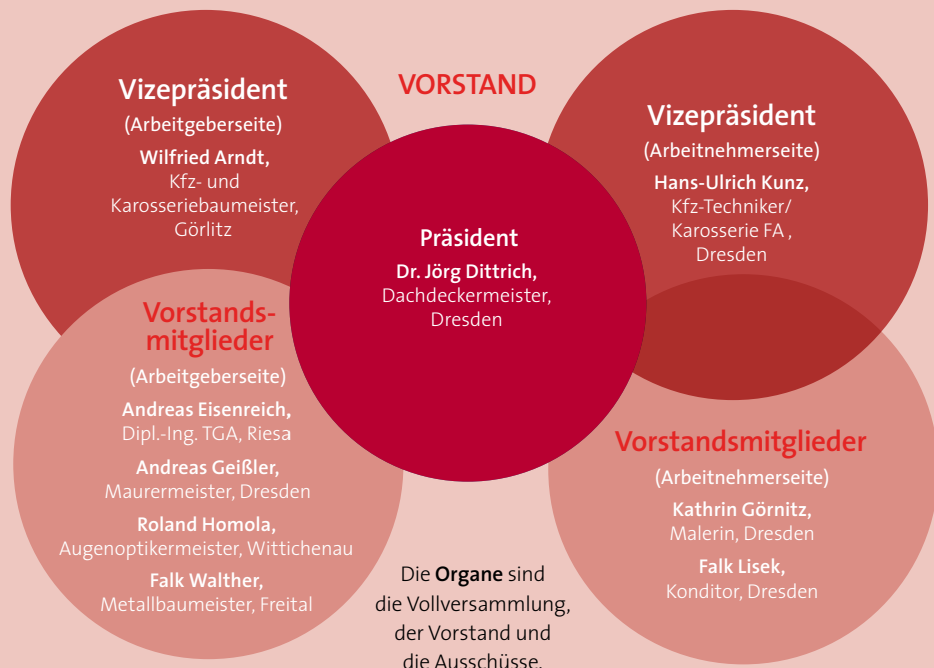 VORSTAND
Vizepräsident
(Arbeitgeberseite)
Wilfried Arndt,
Kfz- und
Karosseriebaumeister,
Görlitz
Vizepräsident
(Arbeitnehmerseite)
Hans-Ulrich Kunz,
Kfz-Techniker/
Karosserie FA ,
Dresden
Präsident
Dr. Jörg Dittrich,
Dachdeckermeister,
Dresden
Vorstands-
mitglieder
(Arbeitgeberseite)
Andreas Eisenreich,
Dipl.-Ing. TGA, Riesa
Andreas Geißler,
Maurermeister, Dresden
Roland Homola,
Augenoptikermeister, Wittichenau
Falk Walther,
Metallbaumeister, Freital
Vorstandsmitglieder
(Arbeitnehmerseite)
Kathrin Görnitz,
Malerin, Dresden
Falk Lisek,
Konditor, Dresden
Die Organe sind
die Vollversammlung,
der Vorstand und
die Ausschüsse.